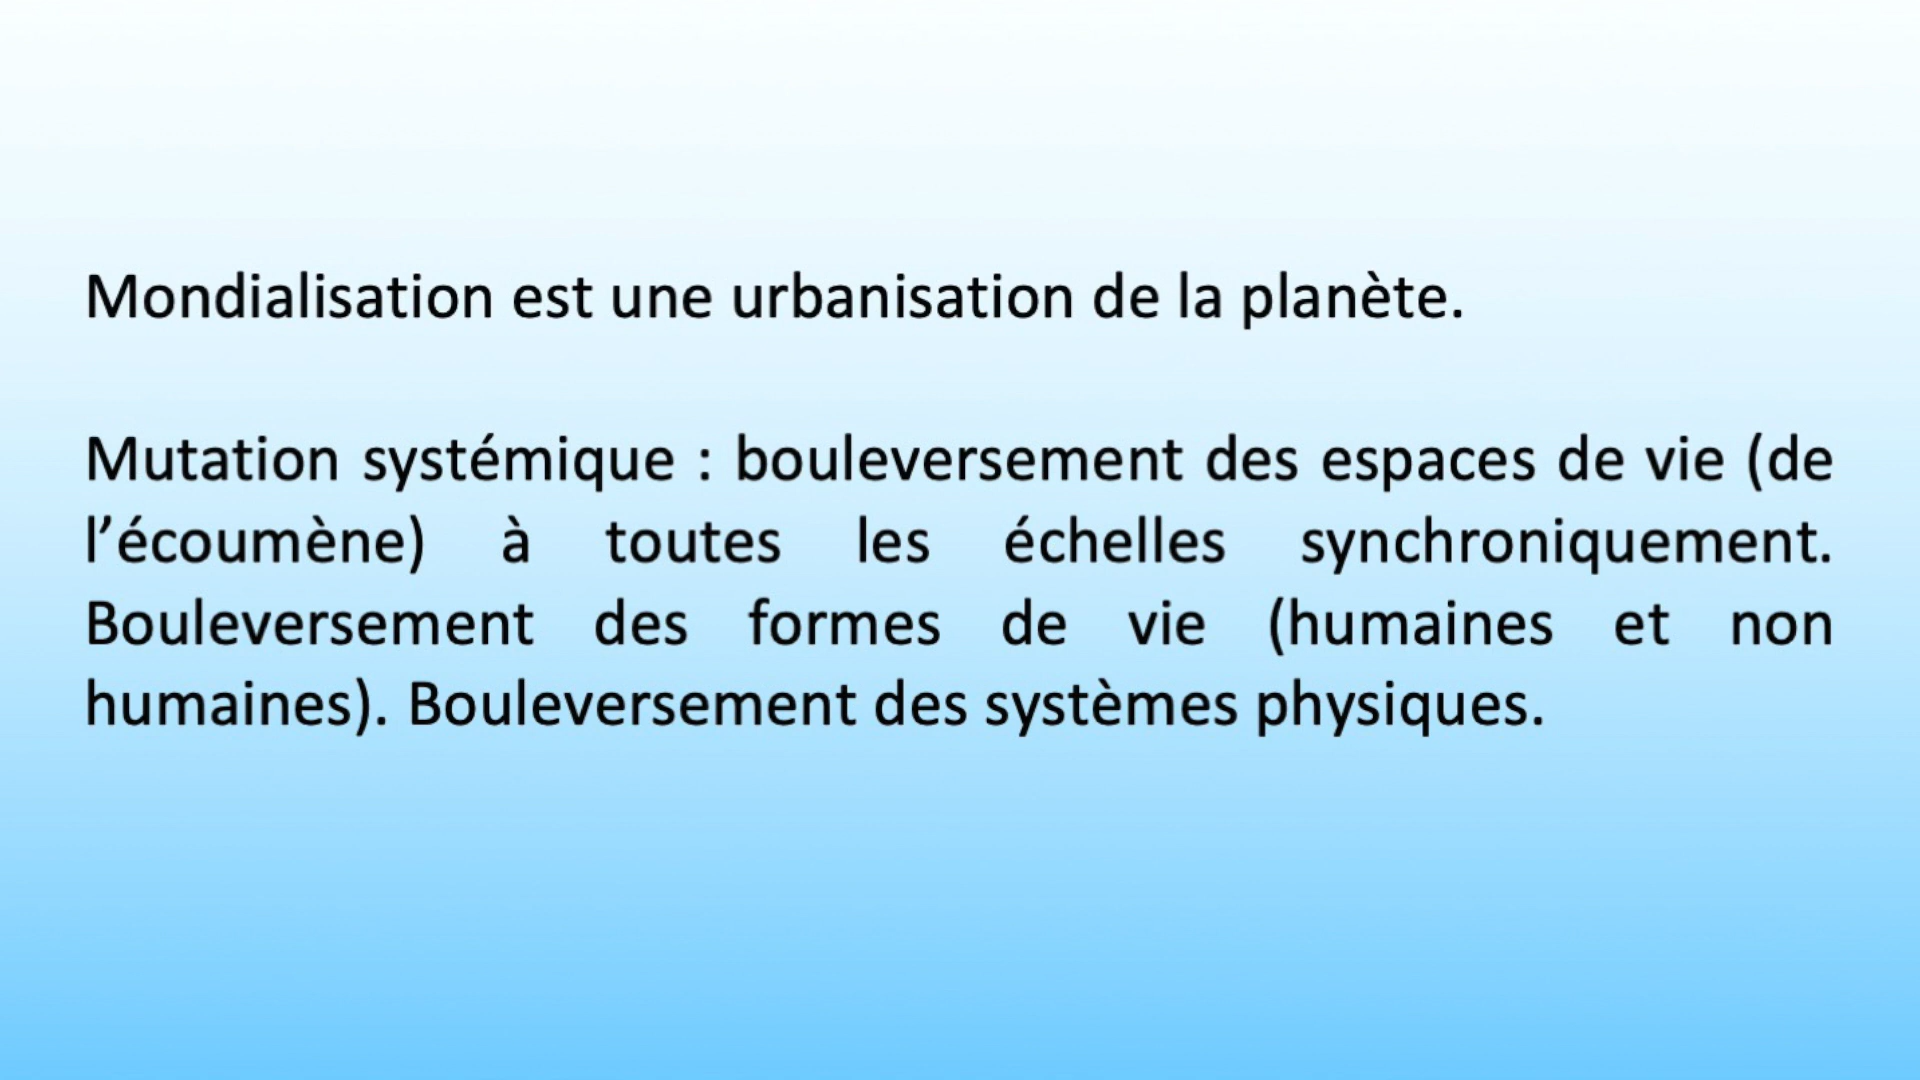 Mondialisation est une urbanisation de la planète.
Mutation systémique : bouleversement des espaces de vie (de
l’écoumène) à toutes les échelles synchroniquement.
Bouleversement des formes de vie (humaines et non
humaines). Bouleversement des systèmes physiques.